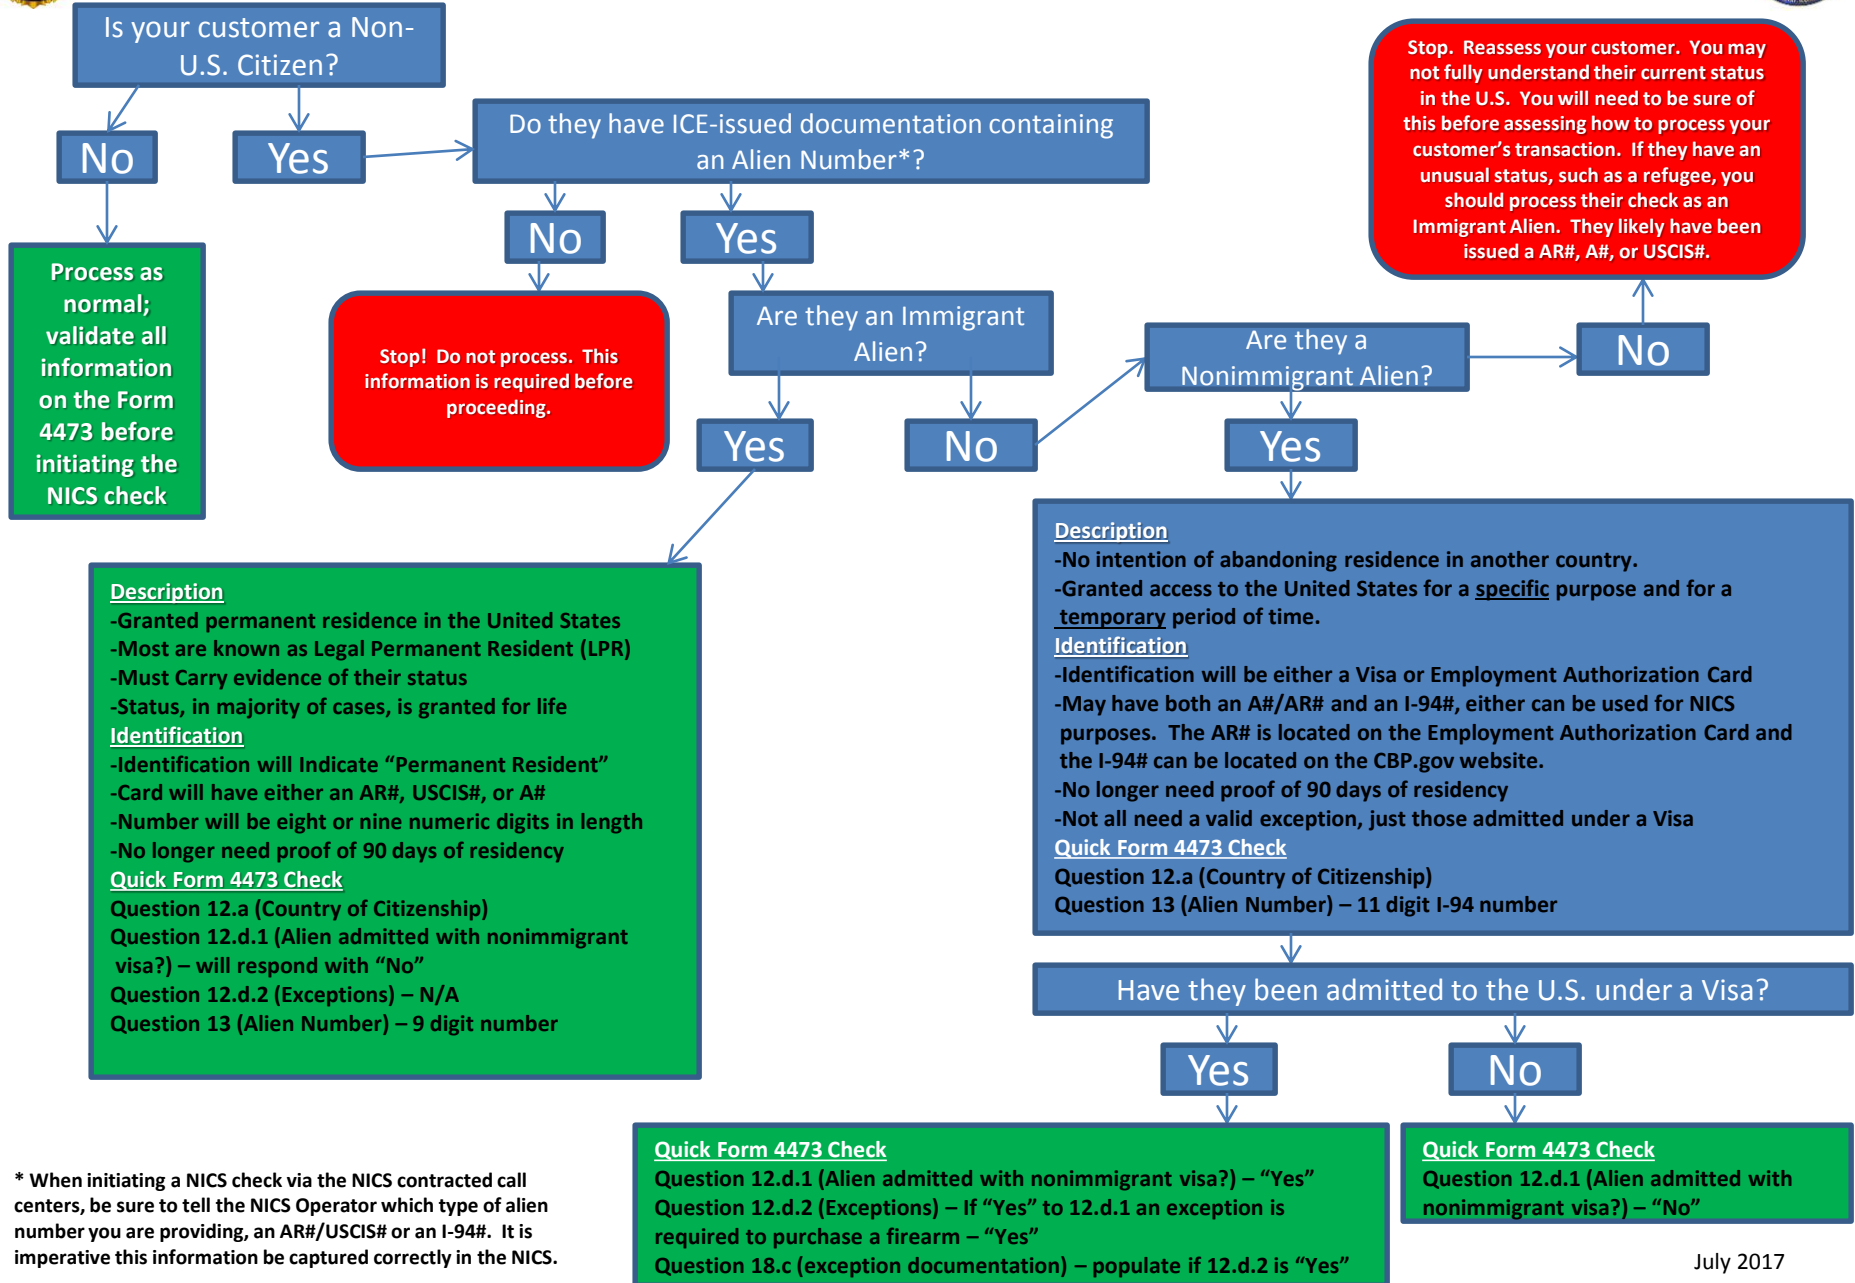 Is your customer a Non-
U.S. Citizen?
No
Yes
Process as
normal;
validate all
information
on the Form
4473 before
initiating the
NICS check
Do they have ICE-issued documentation containing
an Alien Number*?
No
Yes
Stop! Do not process. This
information is required before
proceeding.
Are they an Immigrant
Alien?
Yes
No
Are they a
Nonimmigrant Alien?
No
Yes
Stop. Reassess your customer. You may
not fully understand their current status
in the U.S. You will need to be sure of
this before assessing how to process your
customer’s transaction. If they have an
unusual status, such as a refugee, you
should process their check as an
Immigrant Alien. They likely have been
issued a AR#, A#, or USCIS#.
Description
-Granted permanent residence in the United States
-Most are known as Legal Permanent Resident (LPR)
-Must Carry evidence of their status
-Status, in majority of cases, is granted for life
Identification
-Identification will Indicate “Permanent Resident”
-Card will have either an AR#, USCIS#, or A#
-Number will be eight or nine numeric digits in length
-No longer need proof of 90 days of residency
Quick Form 4473 Check
Question 12.a (Country of Citizenship)
Question 12.d.1 (Alien admitted with nonimmigrant
visa?) – will respond with “No”
Question 12.d.2 (Exceptions) – N/A
Question 13 (Alien Number) – 9 digit number
Description
-No intention of abandoning residence in another country.
-Granted access to the United States for a specific purpose and for a
temporary period of time.
Identification
-Identification will be either a Visa or Employment Authorization Card
-May have both an A#/AR# and an I-94#, either can be used for NICS
purposes. The AR# is located on the Employment Authorization Card and
the I-94# can be located on the CBP.gov website.
-No longer need proof of 90 days of residency
-Not all need a valid exception, just those admitted under a Visa
Quick Form 4473 Check
Question 12.a (Country of Citizenship)
Question 13 (Alien Number) – 11 digit I-94 number
Have they been admitted to the U.S. under a Visa?
Yes
No
Quick Form 4473 Check
Question 12.d.1 (Alien admitted with nonimmigrant visa?) – “Yes”
Question 12.d.2 (Exceptions) – If “Yes” to 12.d.1 an exception is
required to purchase a firearm – “Yes”
Question 18.c (exception documentation) – populate if 12.d.2 is “Yes”
Quick Form 4473 Check
Question 12.d.1 (Alien admitted with
nonimmigrant visa?) – “No”
* When initiating a NICS check via the NICS contracted call
centers, be sure to tell the NICS Operator which type of alien
number you are providing, an AR#/USCIS# or an I-94#. It is
imperative this information be captured correctly in the NICS.
July 2017